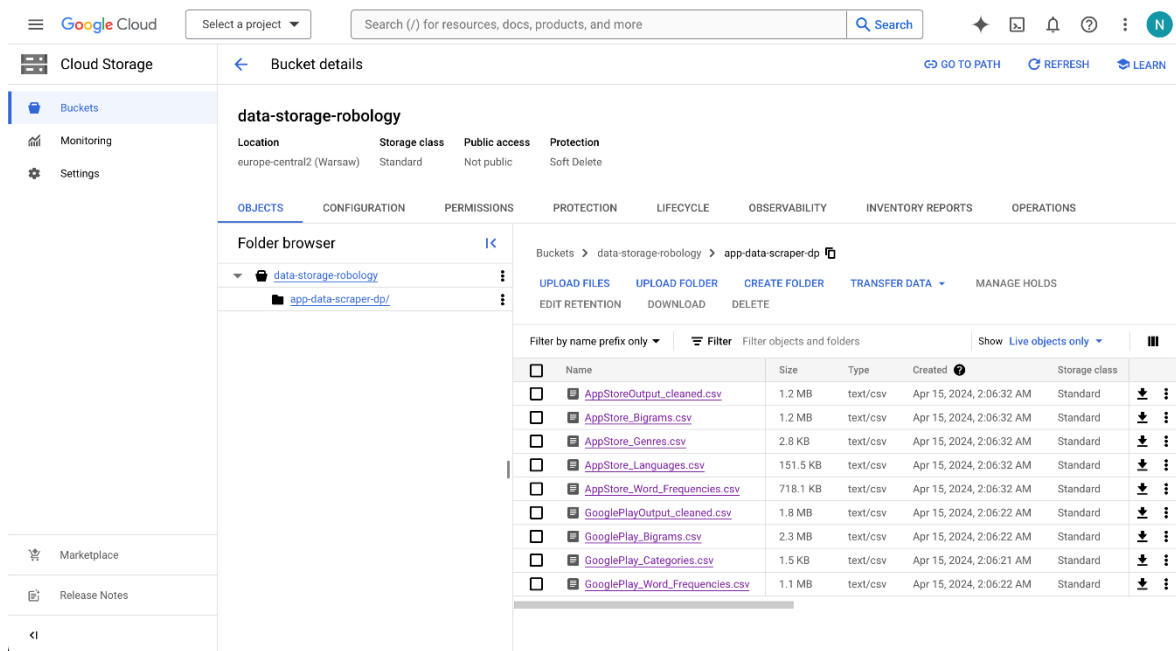 Google Cloud Select a project Search (/) for resources, docs, products, and more Search N
Cloud Storage
Buckets
Monitoring
Settings
Marketplace
Release Notes
Bucket details GO TO PATH REFRESH LEARN
data-storage-robology
Location Storage class Public access Protection
europe-central2 (Warsaw) Standard Not public Soft Delete
OBJECTS CONFIGURATION PERMISSIONS PROTECTION LIFECYCLE OBSERVABILITY INVENTORY REPORTS OPERATIONS
Folder browser
data-storage-robology
app-data-scraper-dp/
Buckets > data-storage-robology > app-data-scraper-dp
UPLOAD FILES UPLOAD FOLDER CREATE FOLDER TRANSFER DATA MANAGE HOLDS
EDIT RETENTION DOWNLOAD DELETE
Filter by name prefix only Filter Filter objects and folders Show Live objects only
Name Size Type Created Storage class
AppStoreOutput_cleaned.csv 1.2 MB text/csv Apr 15, 2024, 2:06:32 AM Standard
AppStore_Bigrams.csv 1.2 MB text/csv Apr 15, 2024, 2:06:32 AM Standard
AppStore_Genres.csv 2.8 KB text/csv Apr 15, 2024, 2:06:32 AM Standard
AppStore_Languages.csv 151.5 KB text/csv Apr 15, 2024, 2:06:32 AM Standard
AppStore_Word_Frequencies.csv 718.1 KB text/csv Apr 15, 2024, 2:06:32 AM Standard
GooglePlayOutput_cleaned.csv 1.8 MB text/csv Apr 15, 2024, 2:06:22 AM Standard
GooglePlay_Bigrams.csv 2.3 MB text/csv Apr 15, 2024, 2:06:22 AM Standard
GooglePlay_Categories.csv 1.5 KB text/csv Apr 15, 2024, 2:06:21 AM Standard
GooglePlay_Word_Frequencies.csv 1.1 MB text/csv Apr 15, 2024, 2:06:22 AM Standard